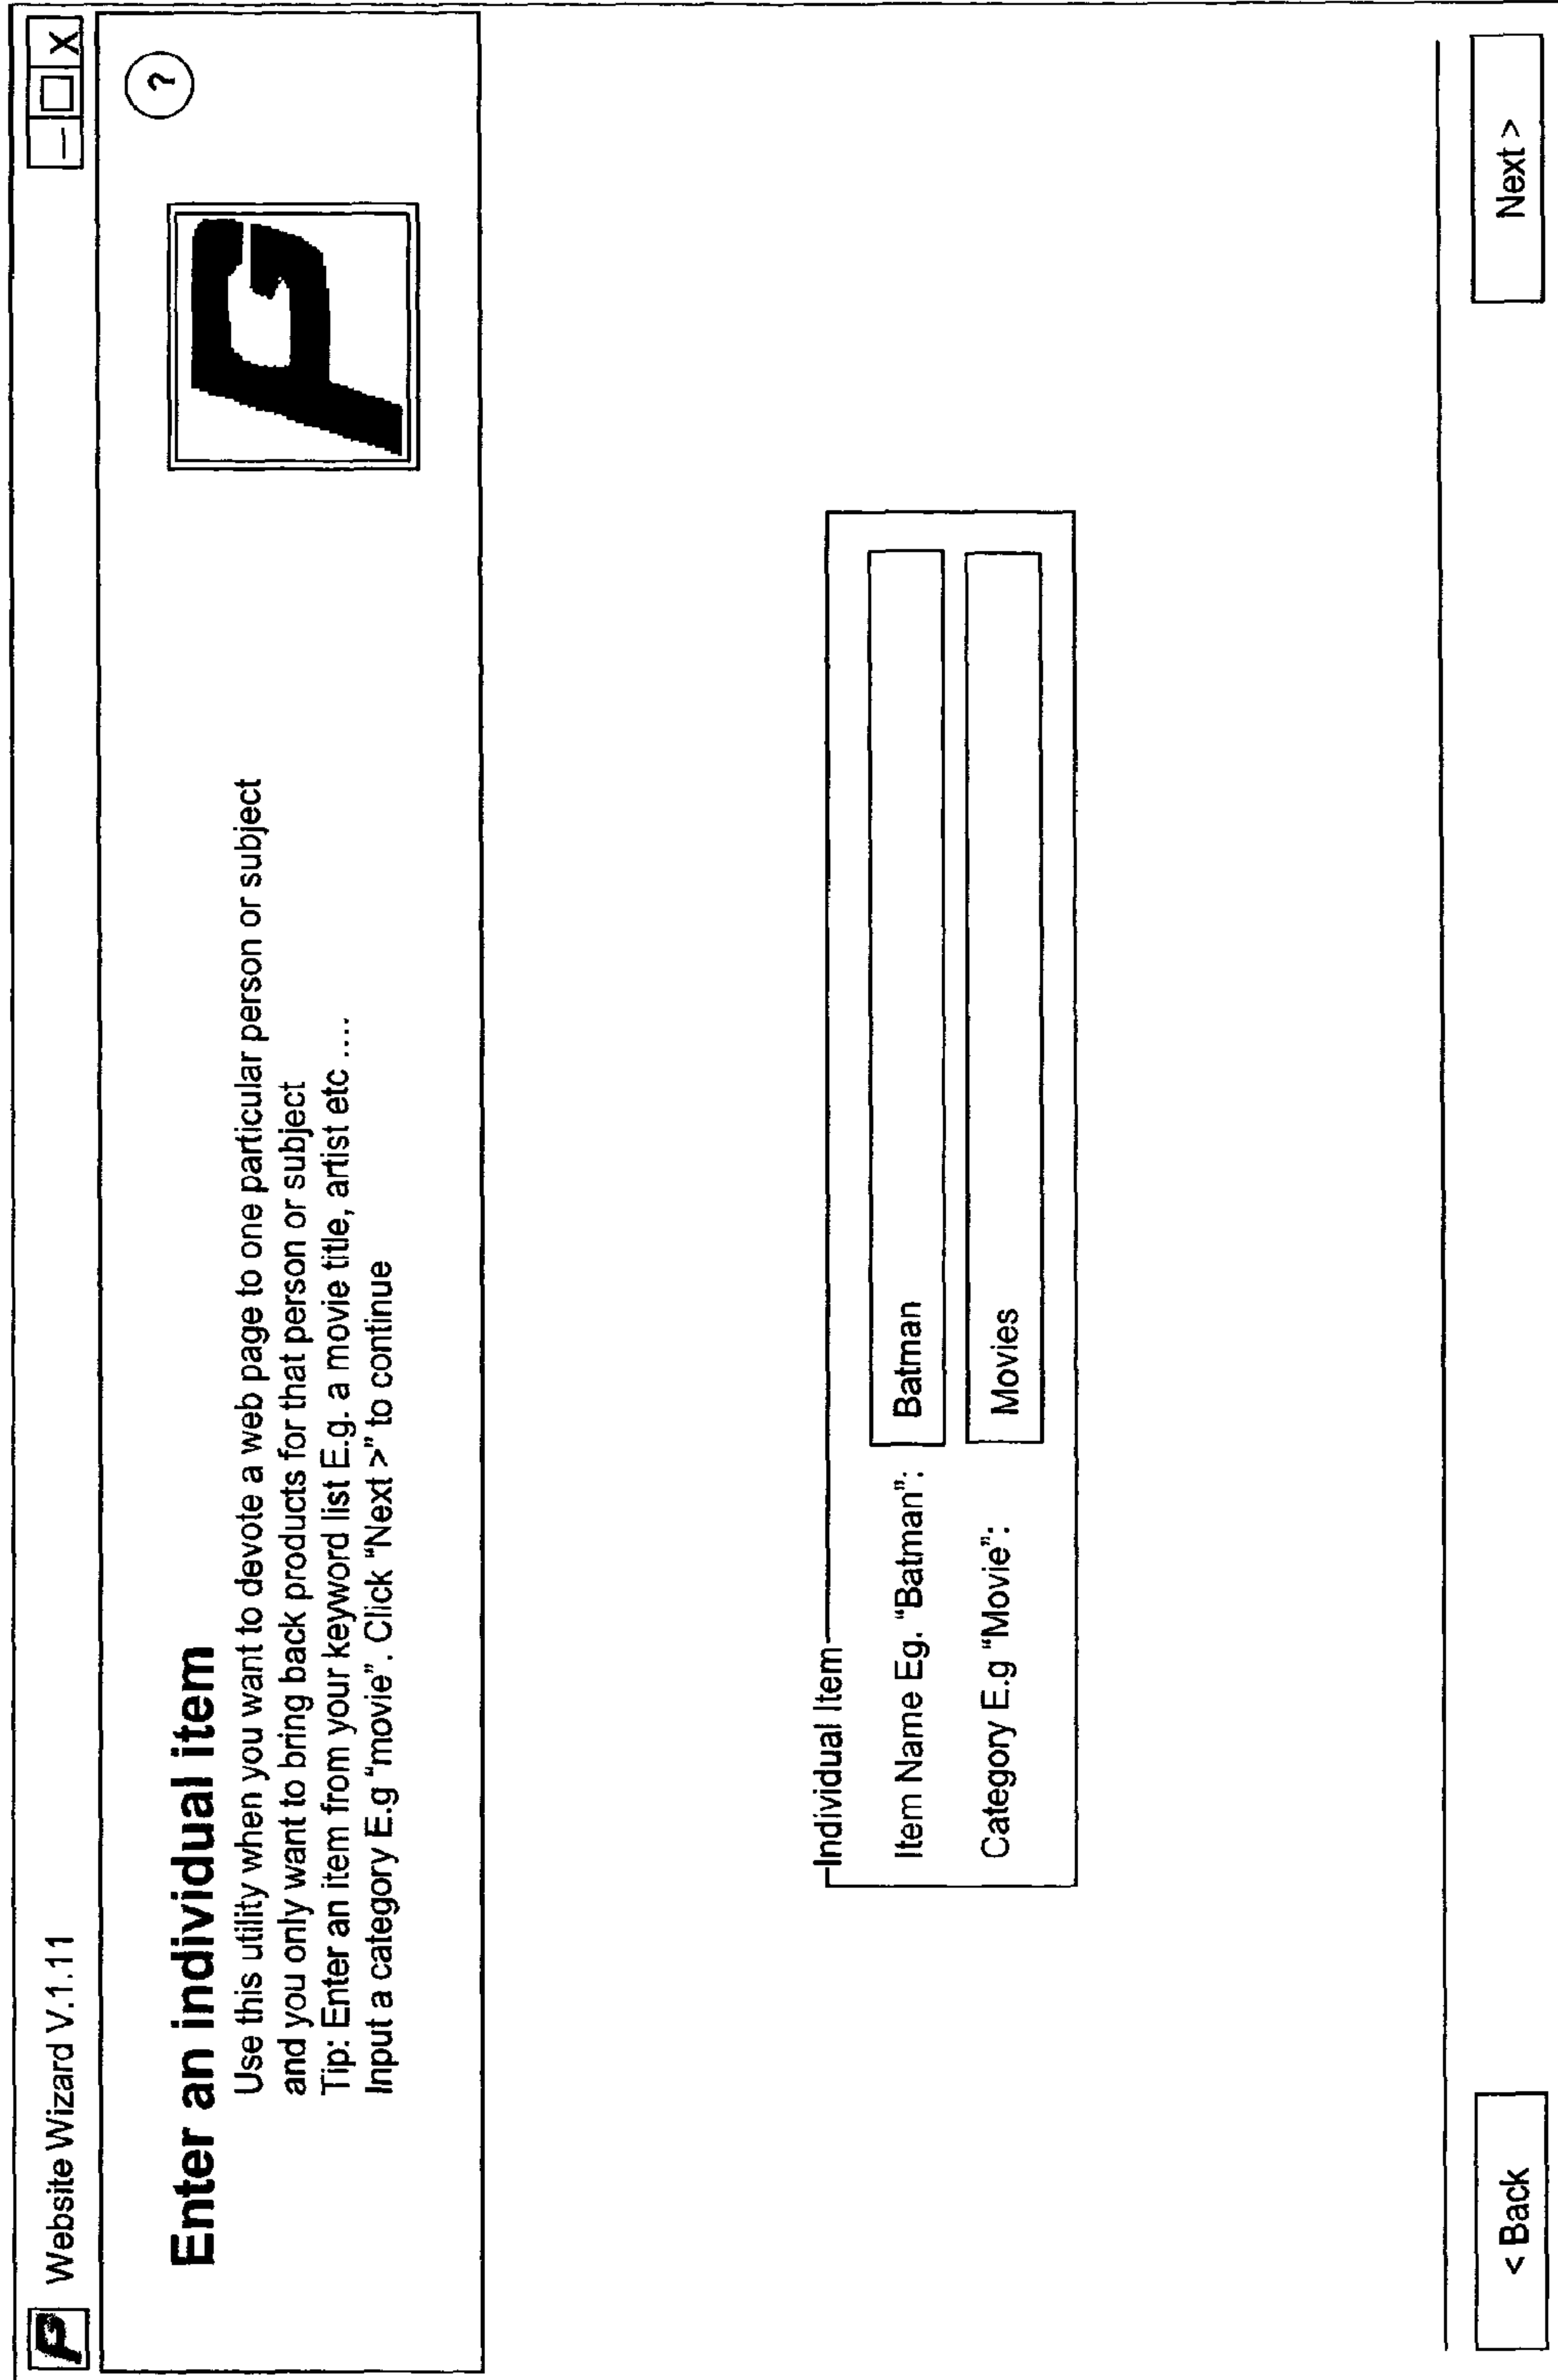 PG Website Wizard V.1.11
– □ X
Enter an individual item
?
PG
Use this utility when you want to devote a web page to one particular person or subject
and you only want to bring back products for that person or subject
Tip: Enter an item from your keyword list E.g. a movie title, artist etc ....
Input a category E.g “movie”. Click “Next >” to continue
Individual Item
Item Name Eg. “Batman”: Batman
Category E.g “Movie”: Movies
< Back Next >